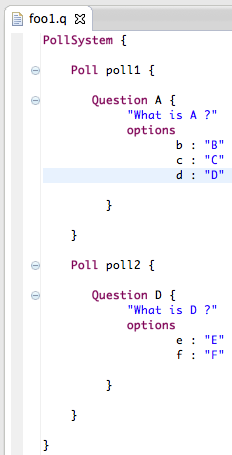 foo1.q
PollSystem {
Poll poll1 {
Question A {
"What is A ?"
options
b : "B"
c : "C"
d : "D"
}
}
Poll poll2 {
Question D {
"What is D ?"
options
e : "E"
f : "F"
}
}
}